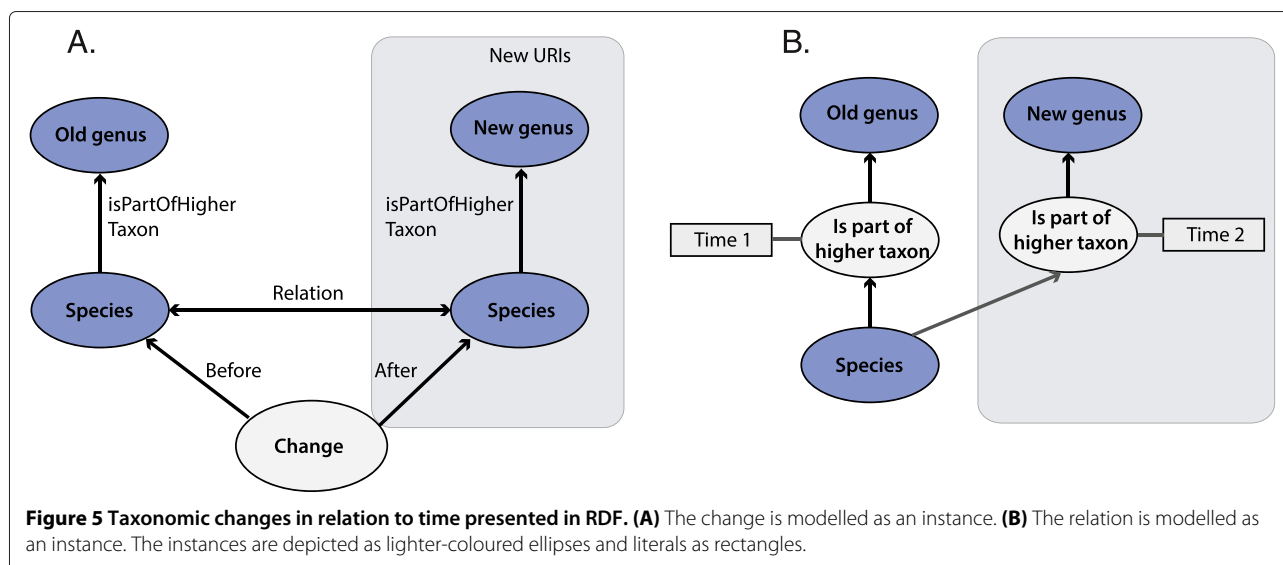 A.
New URIs
Old genus
New genus
isPartOfHigher
Taxon
isPartOfHigher
Taxon
Species
Relation
Species
Before
After
Change
B.
Old genus
New genus
Time 1
Is part of
higher taxon
Is part of
higher taxon
Time 2
Species
Figure 5 Taxonomic changes in relation to time presented in RDF. (A) The change is modelled as an instance. (B) The relation is modelled as
an instance. The instances are depicted as lighter-coloured ellipses and literals as rectangles.